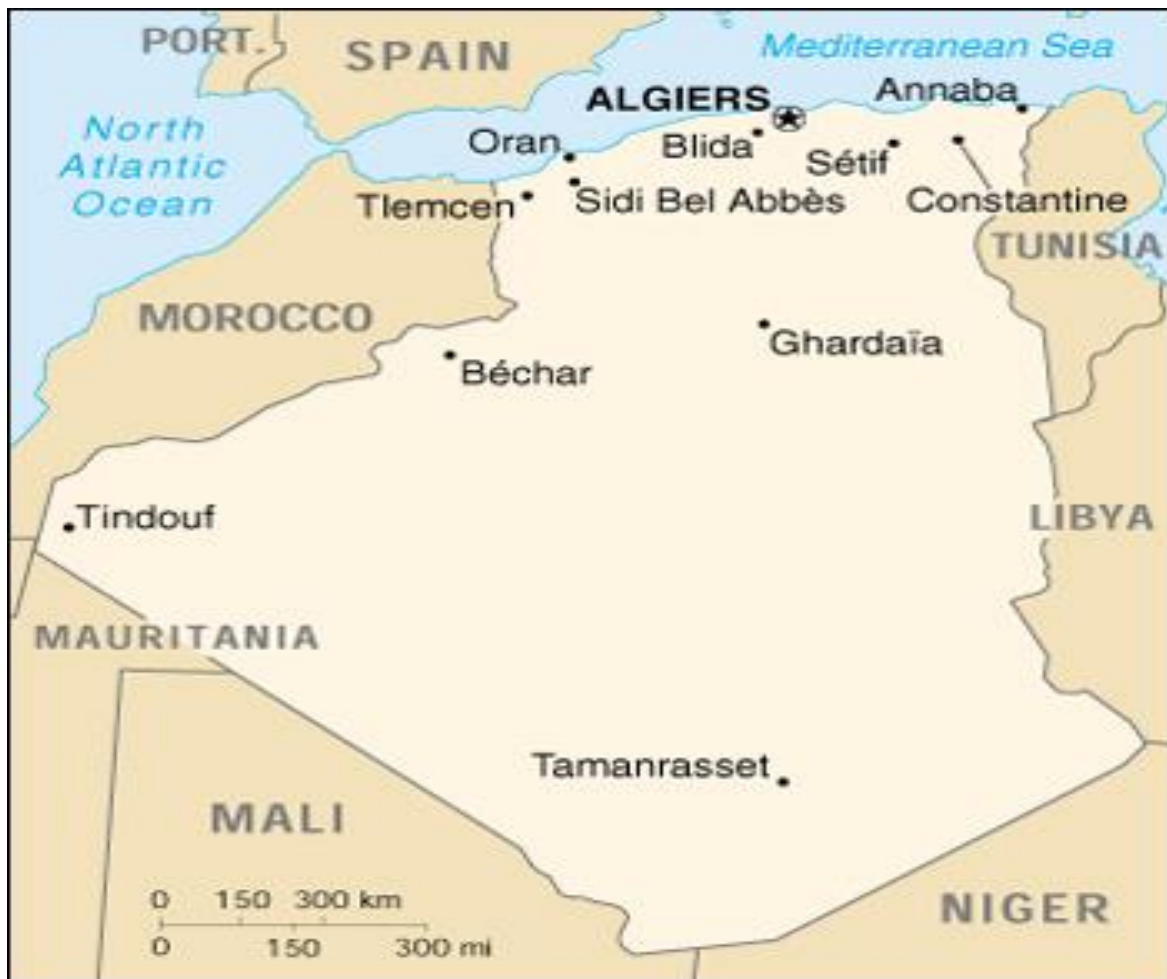 PORT.
SPAIN
Mediterranean Sea
North
Atlantic
Ocean
ALGIERS
Annaba
Oran
Blida
Sétif
Tlemcen
Sidi Bel Abbès
Constantine
TUNISIA
MOROCCO
Ghardaïa
Béchar
Tindouf
LIBYA
MAURITANIA
Tamanrasset
MALI
NIGER
0 150 300 km
0 150 300 mi